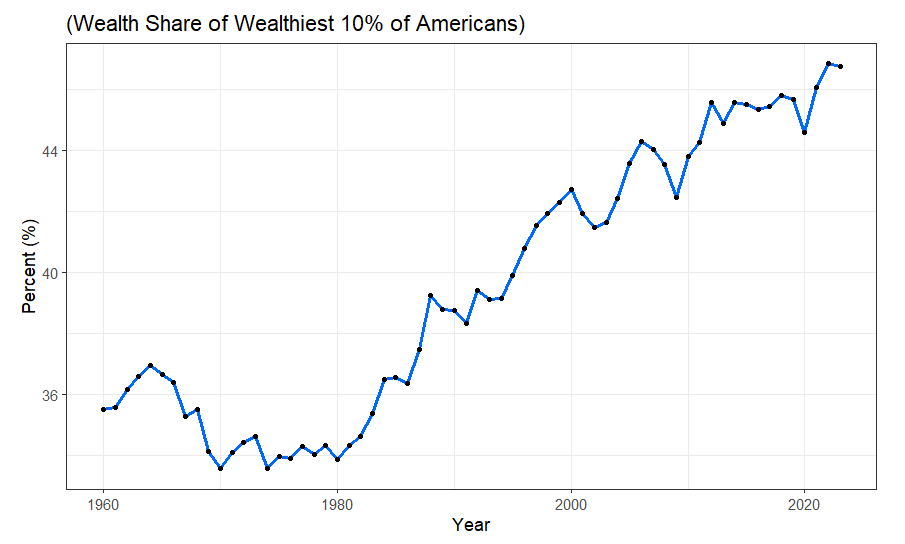 (Wealth Share of Wealthiest 10% of Americans)
44
40
36
Percent (%)
1960
1980
2000
2020
Year